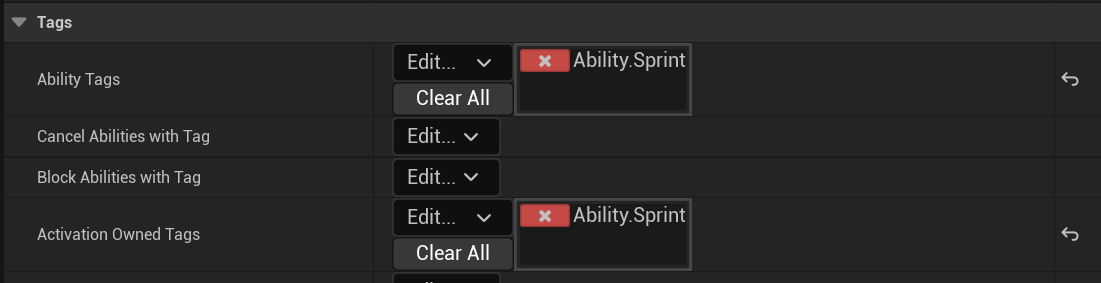 Tags
Ability Tags
Edit...
Ability.Sprint
Clear All
Cancel Abilities with Tag
Edit...
Block Abilities with Tag
Edit...
Activation Owned Tags
Edit...
Ability.Sprint
Clear All